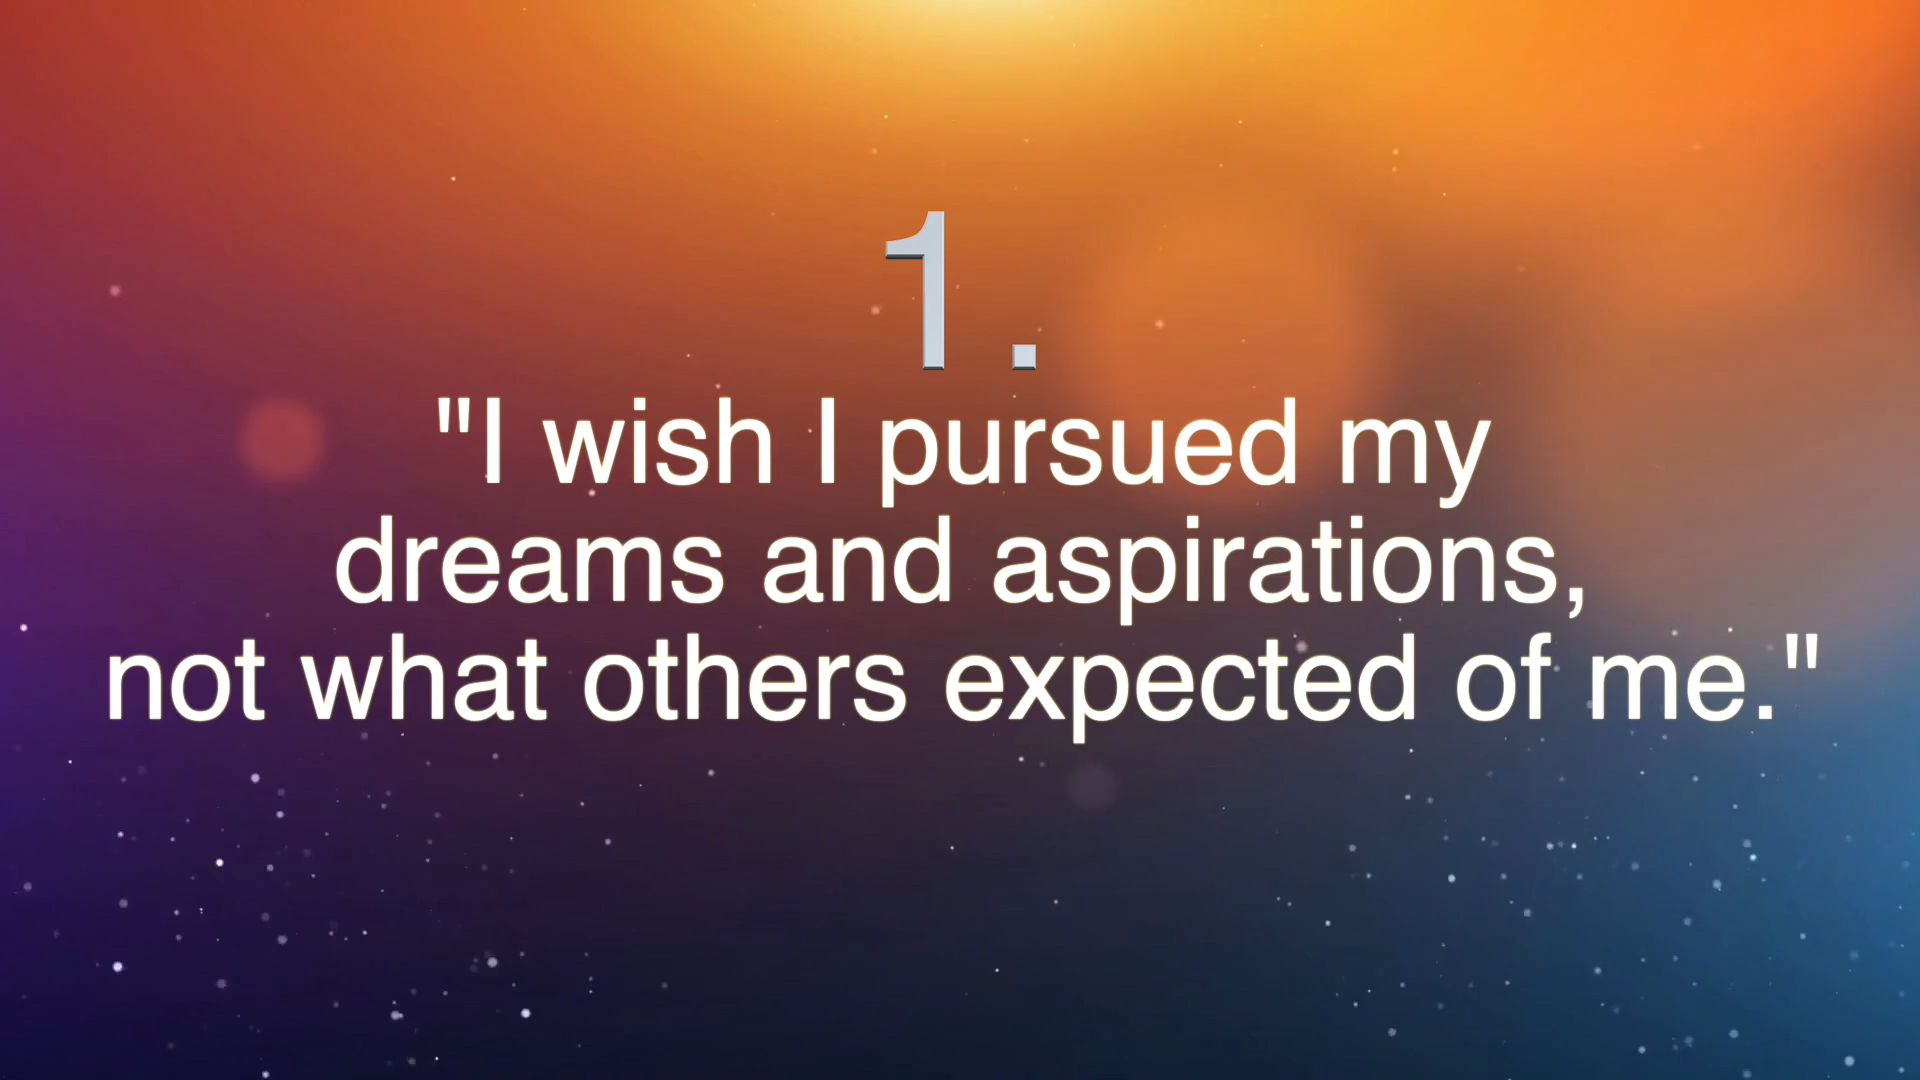 1.
"I wish I pursued my
dreams and aspirations,
not what others expected of me."